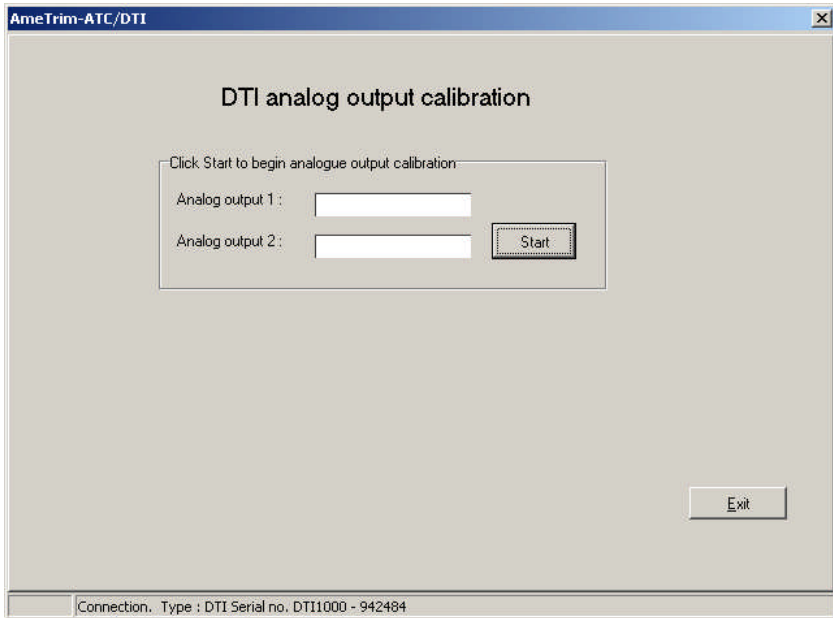 AmeTrim-ATC/DTI
DTI analog output calibration
Click Start to begin analogue output calibration
Analog output 1 :
Analog output 2 :
Start
Exit
Connection.  Type : DTI Serial no. DTI1000 - 942484